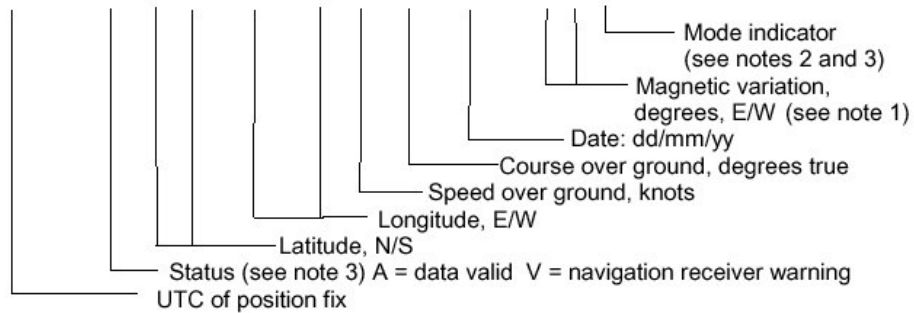 Mode indicator
(see notes 2 and 3)
Magnetic variation,
degrees, E/W (see note 1)
Date: dd/mm/yy
Course over ground, degrees true
Speed over ground, knots
Longitude, E/W
Latitude, N/S
Status (see note 3) A = data valid V = navigation receiver warning
UTC of position fix